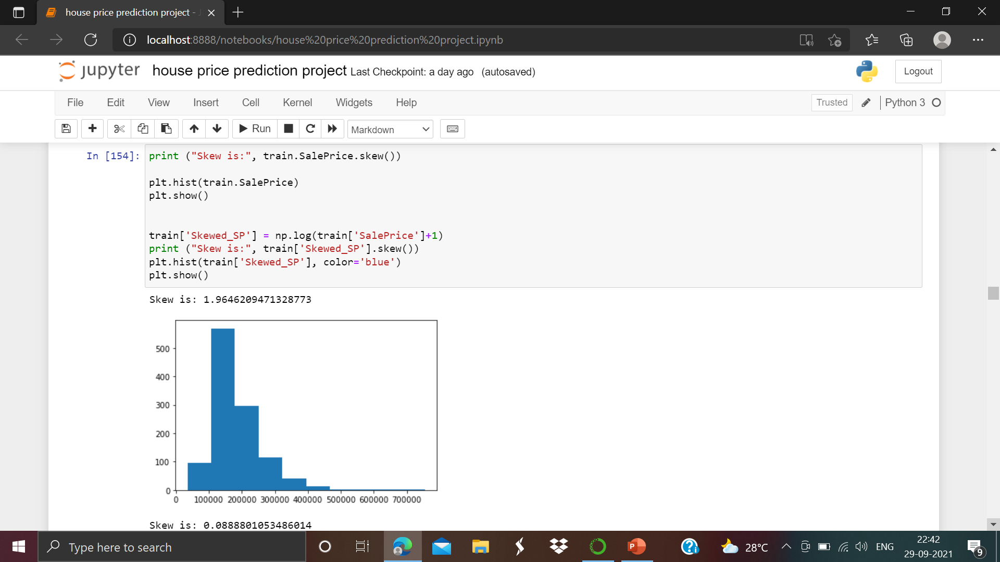 house price prediction project -
localhost:8888/notebooks/house%20price%20prediction%20project.ipynb
jupyter house price prediction project Last Checkpoint: a day ago (autosaved)
Logout
File Edit View Insert Cell Kernel Widgets Help
Trusted Python 3
Run Markdown
In [154]: print ("Skew is:", train.SalePrice.skew())
plt.hist(train.SalePrice)
plt.show()
train['Skewed_SP'] = np.log(train['SalePrice']+1)
print ("Skew is:", train['Skewed_SP'].skew())
plt.hist(train['Skewed_SP'], color='blue')
plt.show()
Skew is: 1.9646209471328773
500
400
300
200
100
0
0 100000 200000 300000 400000 500000 600000 700000
Skew is: 0.0888801053486014
Type here to search
P
28°C
ENG
22:42
29-09-2021
9